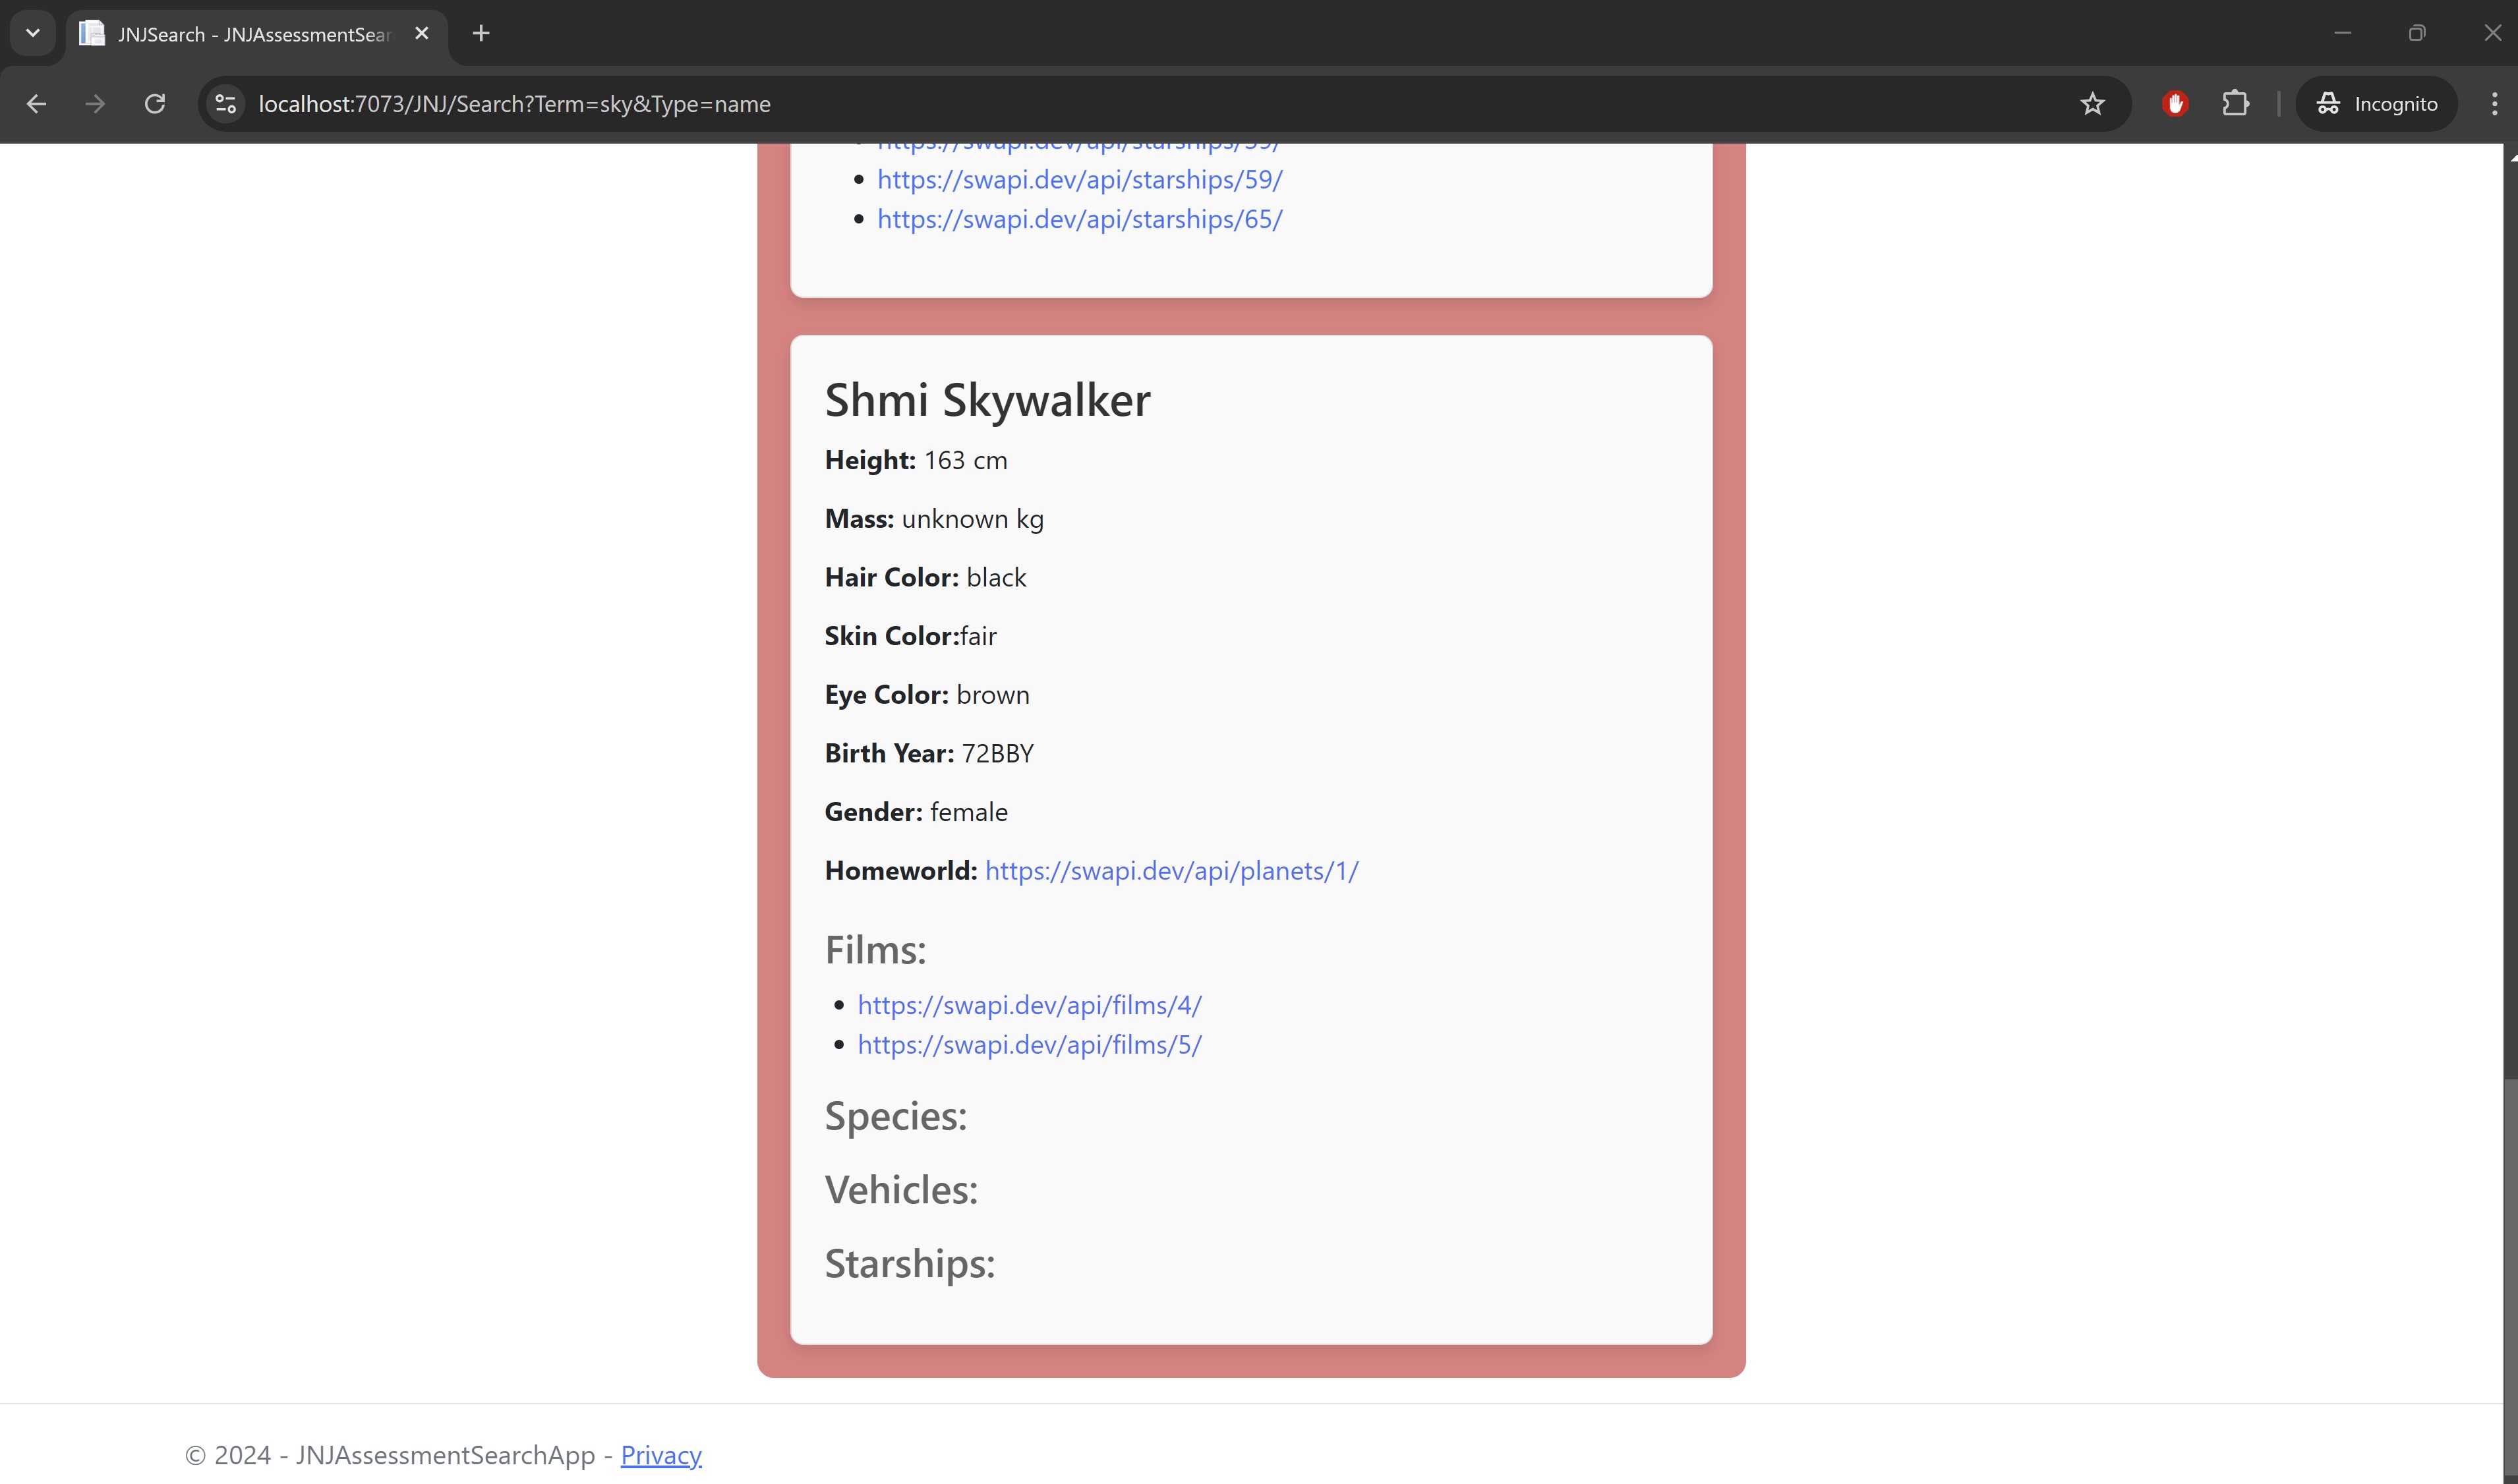 JNJSearch - JNJAssessmentSear
localhost:7073/JNJ/Search?Term=sky&Type=name
Incognito
https://swapi.dev/api/starships/59/
https://swapi.dev/api/starships/65/
Shmi Skywalker
Height: 163 cm
Mass: unknown kg
Hair Color: black
Skin Color:fair
Eye Color: brown
Birth Year: 72BBY
Gender: female
Homeworld: https://swapi.dev/api/planets/1/
Films:
https://swapi.dev/api/films/4/
https://swapi.dev/api/films/5/
Species:
Vehicles:
Starships:
© 2024 - JNJAssessmentSearchApp - Privacy